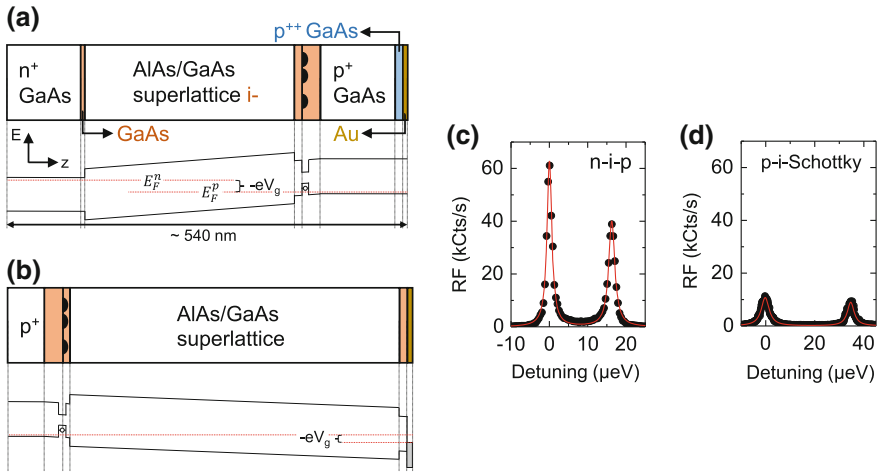 (a)
p⁺⁺ GaAs
n⁺
GaAs
AlAs/GaAs
superlattice i-
p⁺
GaAs
E
z
GaAs
Au
E_F^n
E_F^p
-eV_g
~ 540 nm
(b)
p⁺
AlAs/GaAs
superlattice
-eV_g
(c)
n-i-p
RF (kCts/s)
60
40
20
0
-10 0 10 20
Detuning (µeV)
(d)
p-i-Schottky
RF (kCts/s)
60
40
20
0
0 20 40
Detuning (µeV)